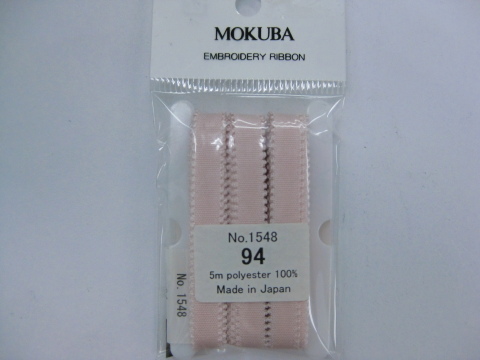 MOKUBA
EMBROIDERY RIBBON
No.1548
94
5m polyester 100%
Made in Japan
No. 1548